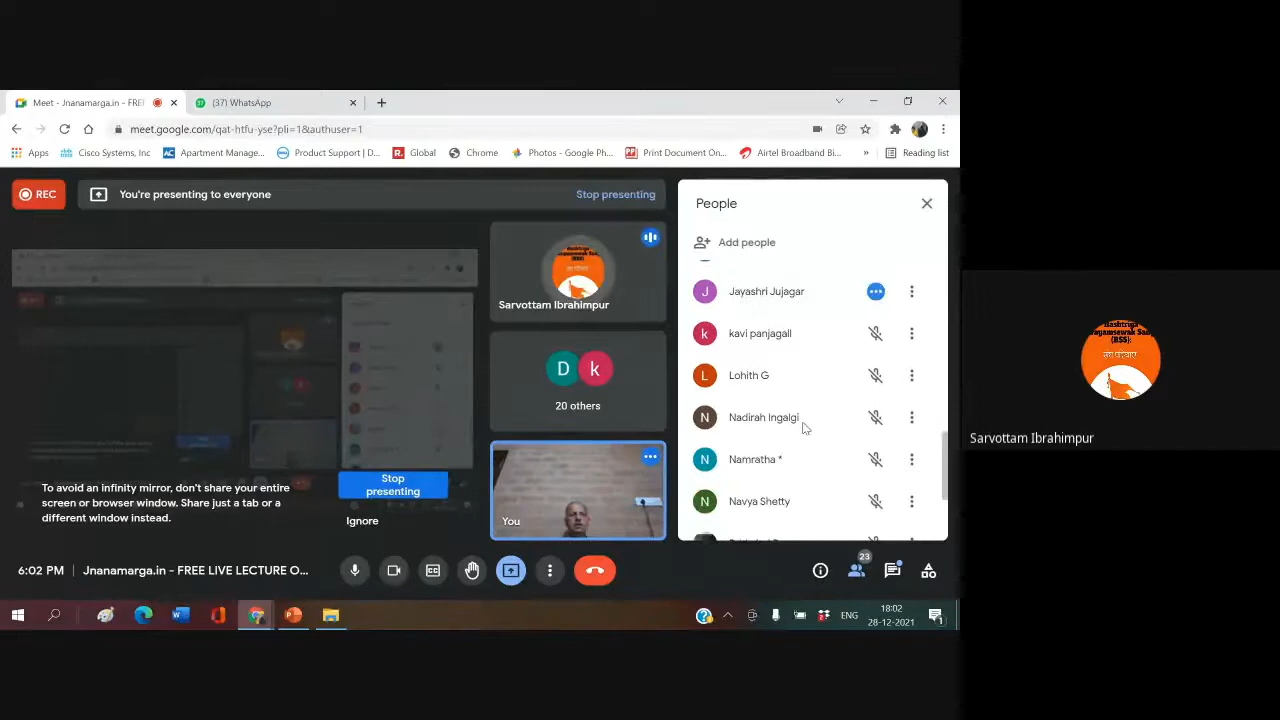 Meet - Jnanamarga.in - FREE
(37) WhatsApp
meet.google.com/qat-htfu-yse?pli=1&authuser=1
Apps
Cisco Systems, Inc
Apartment Manage...
Product Support | D...
Global
Chrome
Photos - Google Ph...
Print Document On...
Airtel Broadband Bi...
»
Reading list
REC
You're presenting to everyone
Stop presenting
People
Add people
Jayashri Jujagar
kavi panjagall
Lohith G
Nadirah Ingalgi
Namratha *
Navya Shetty
Sarvottam Ibrahimpur
D
k
20 others
You
To avoid an infinity mirror, don't share your entire
screen or browser window. Share just a tab or a
different window instead.
Stop
presenting
Ignore
J
k
L
N
N
N
6:02 PM | Jnanamarga.in - FREE LIVE LECTURE O...
23
ENG
18:02
28-12-2021
(RSS):
Sarvottam Ibrahimpur